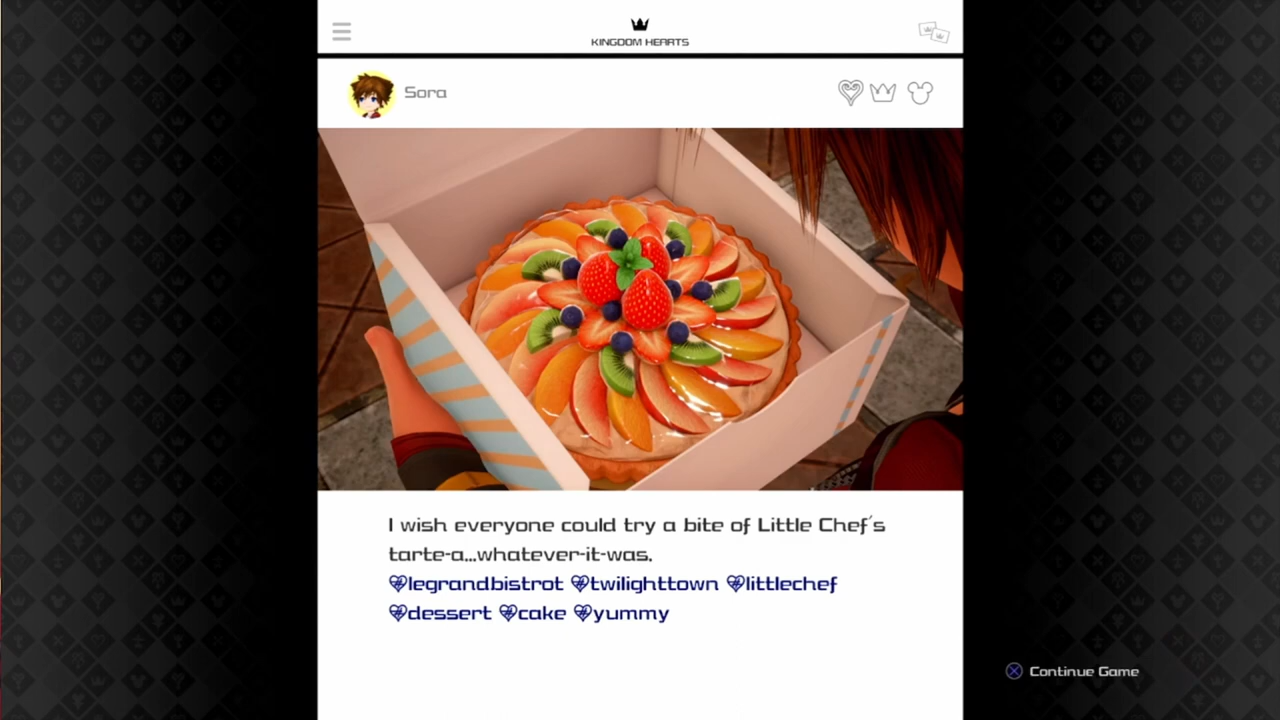 KINGDOM HEARTS
Sora
I wish everyone could try a bite of Little Chef's
tarte-a...whatever-it-was.
legrandbistrot twilighttown littlechef
dessert cake yummy
Continue Game